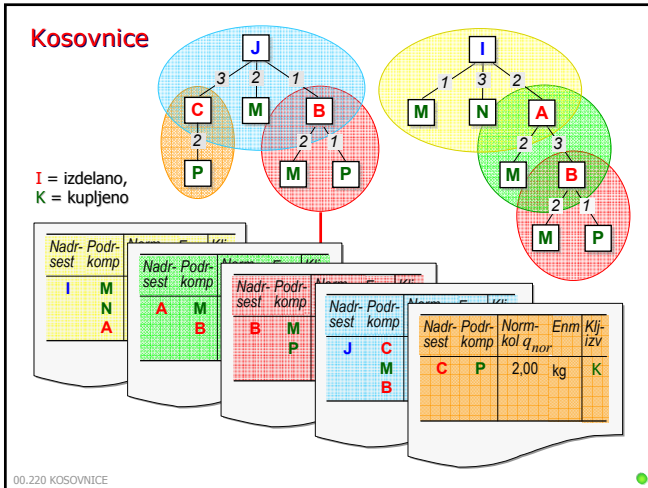 Kosovnice
J
3 2 1
C M B
2
P
2 1
M P
I
1 3 2
M N A
2 3
M B
2 1
M P
I = izdelano,
K = kupljeno
Nadr- Podr-
sest komp
I M
N
A
Nadr- Podr-
sest komp
A M
B
Nadr- Podr-
sest komp
B M
P
Nadr- Podr-
sest komp
J C
M
B
Nadr- Podr- Norm- Enm Klj-
sest komp kol qnor izv
C P 2,00 kg K
00.220 KOSOVNICE